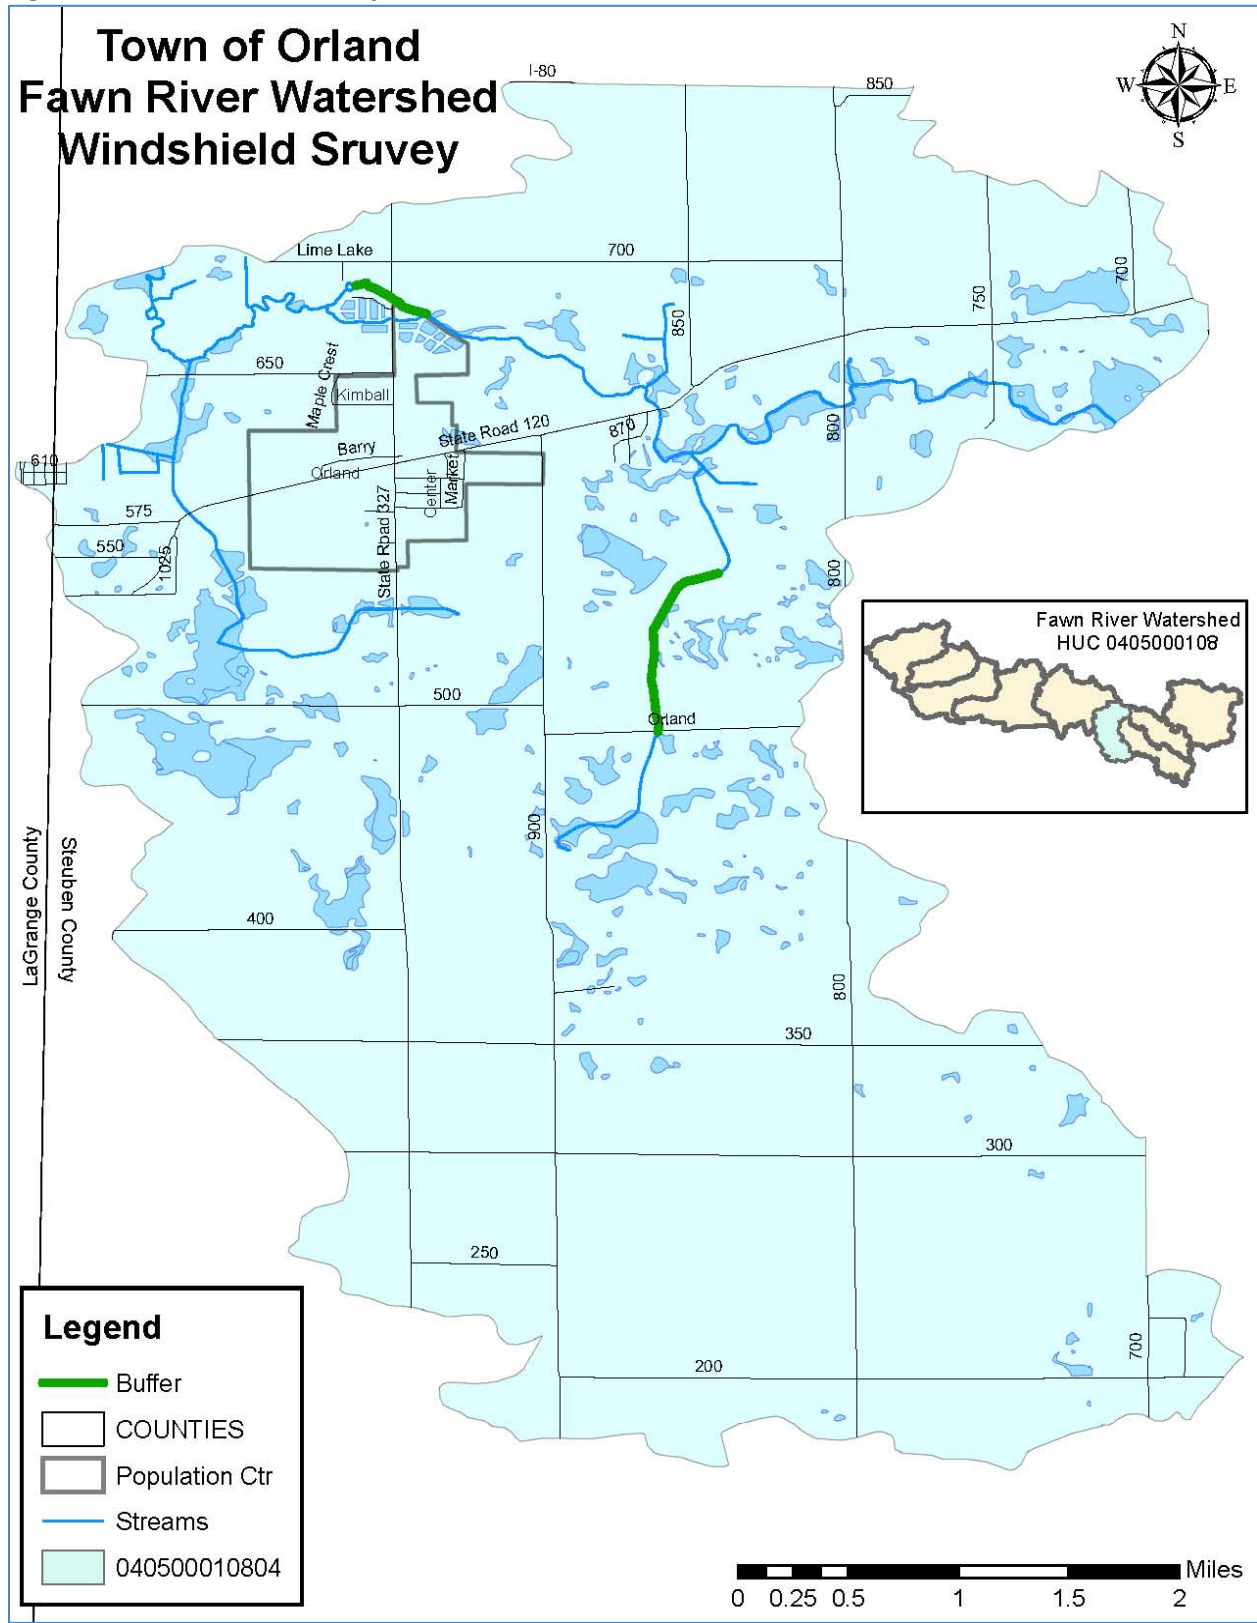 Town of Orland
Fawn River Watershed
Windshield Sruvey
N
W
E
S
I-80
850
Lime Lake
700
700
750
850
650
Maple Crest
Kimball
800
State Road 120
870
Barry
Orland
Market
Center
610
State Road 327
575
550
1025
800
Fawn River Watershed
HUC 0405000108
500
Orland
900
LaGrange County
Steuben County
400
800
350
300
250
700
200
Legend
Buffer
COUNTIES
Population Ctr
Streams
040500010804
Miles
0 0.25 0.5 1 1.5 2